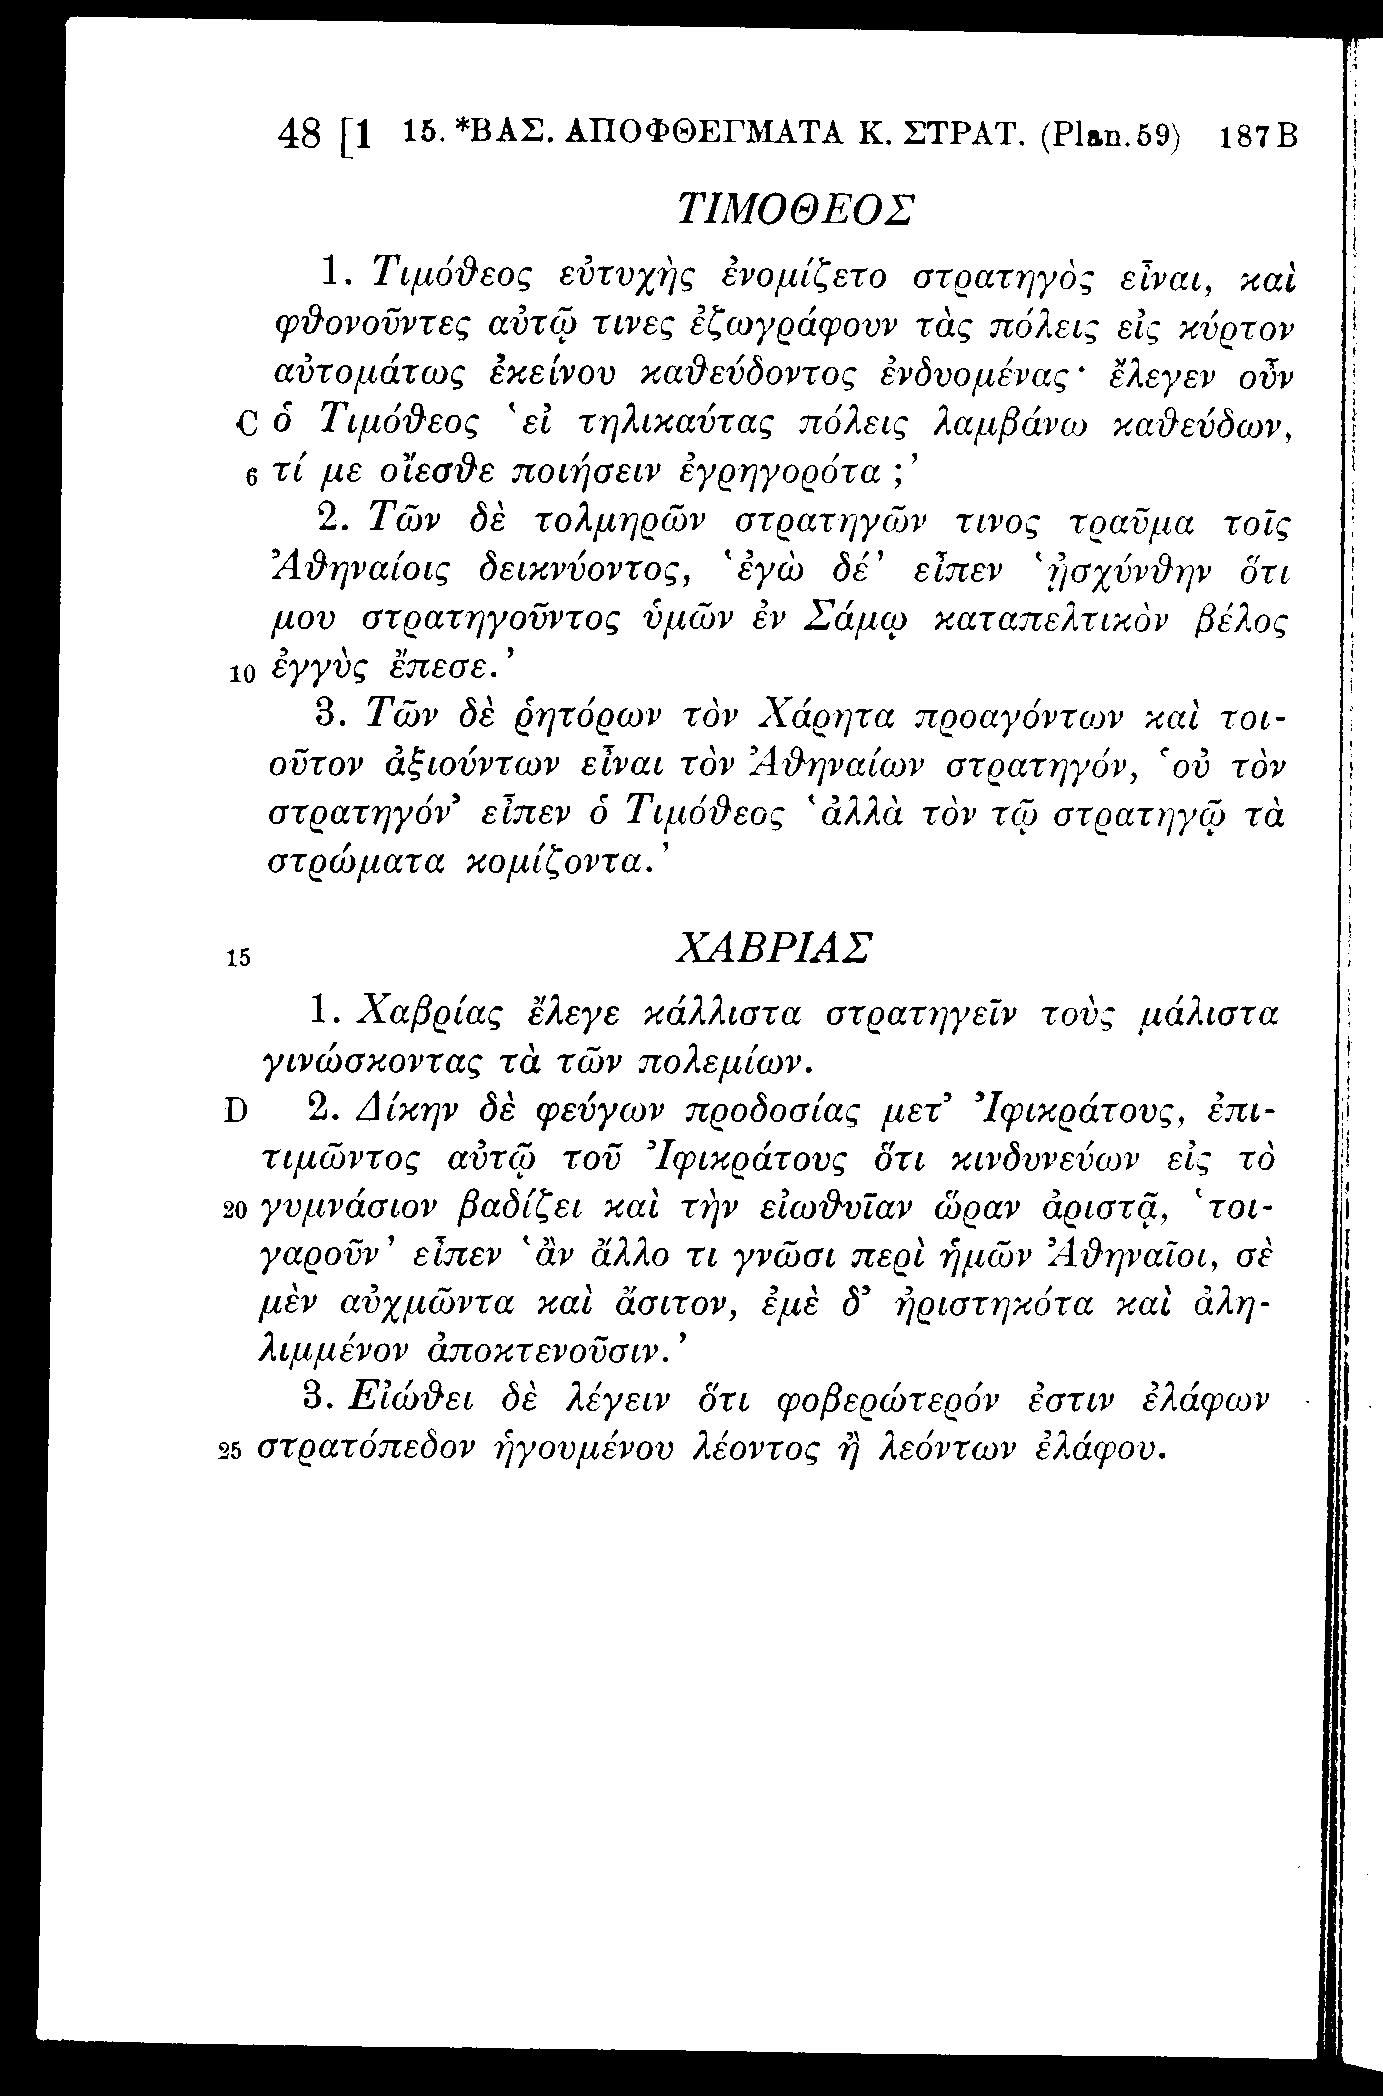 48 [1 15. *ΒΑΣ. ΑΠΟΦΘΕΓΜΑΤΑ Κ. ΣΤΡΑΤ. (Plan. 59) 187 B
ΤΙΜΟΘΕΟΣ
1. Τιμόϑεος εὐτυχὴς ἐνομίζετο στρατηγὸς εἶναι, καὶ
φϑονοῦντες αὐτῷ τινες ἐζωγράφουν τὰς πόλεις εἰς κύρτον
αὐτομάτως ἐκείνου καϑεύδοντος ἐνδυομένας· ἔλεγεν οὖν
C ὁ Τιμόϑεος ‛εἰ τηλικαύτας πόλεις λαμβάνω καϑεύδων,
6 τί με οἴεσϑε ποιήσειν ἐγρηγορότα ;’
2. Τῶν δὲ τολμηρῶν στρατηγῶν τινος τραῦμα τοῖς
Ἀϑηναίοις δεικνύοντος, ‛ἐγὼ δέ’ εἶπεν ‛ᾐσχύνϑην ὅτι
μου στρατηγοῦντος ὑμῶν ἐν Σάμῳ καταπελτικὸν βέλος
10 ἐγγὺς ἔπεσε.’
3. Τῶν δὲ ῥητόρων τὸν Χάρητα προαγόντων καὶ τοι-
οῦτον ἀξιούντων εἶναι τὸν Ἀϑηναίων στρατηγόν, ‛οὐ τὸν
στρατηγόν’ εἶπεν ὁ Τιμόϑεος ‛ἀλλὰ τὸν τῷ στρατηγῷ τὰ
στρώματα κομίζοντα.’
15 ΧΑΒΡΙΑΣ
1. Χαβρίας ἔλεγε κάλλιστα στρατηγεῖν τοὺς μάλιστα
γινώσκοντας τὰ τῶν πολεμίων.
D 2. Δίκην δὲ φεύγων προδοσίας μετ’ Ἰφικράτους, ἐπι-
τιμῶντος αὐτῷ τοῦ Ἰφικράτους ὅτι κινδυνεύων εἰς τὸ
20 γυμνάσιον βαδίζει καὶ τὴν εἰωϑυῖαν ὥραν ἀριστᾷ, ‛τοι-
γαροῦν’ εἶπεν ‛ἂν ἄλλο τι γνῶσι περὶ ἡμῶν Ἀϑηναῖοι, σὲ
μὲν αὐχμῶντα καὶ ἄσιτον, ἐμὲ δ’ ἠριστηκότα καὶ ἀλη-
λιμμένον ἀποκτενοῦσιν.’
3. Εἰώϑει δὲ λέγειν ὅτι φοβερώτερόν ἐστιν ἐλάφων
25 στρατόπεδον ἡγουμένου λέοντος ἢ λεόντων ἐλάφου.